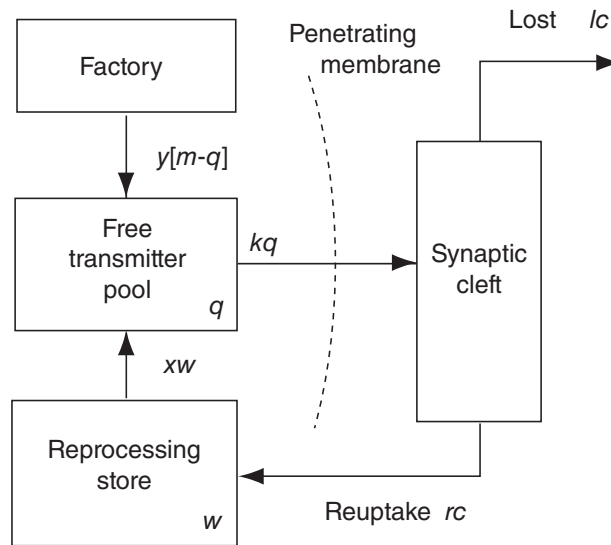 Lost lc
Penetrating
membrane
Factory
y[m-q]
Free
transmitter
pool
q
kq
Synaptic
cleft
xw
Reprocessing
store
w
Reuptake rc